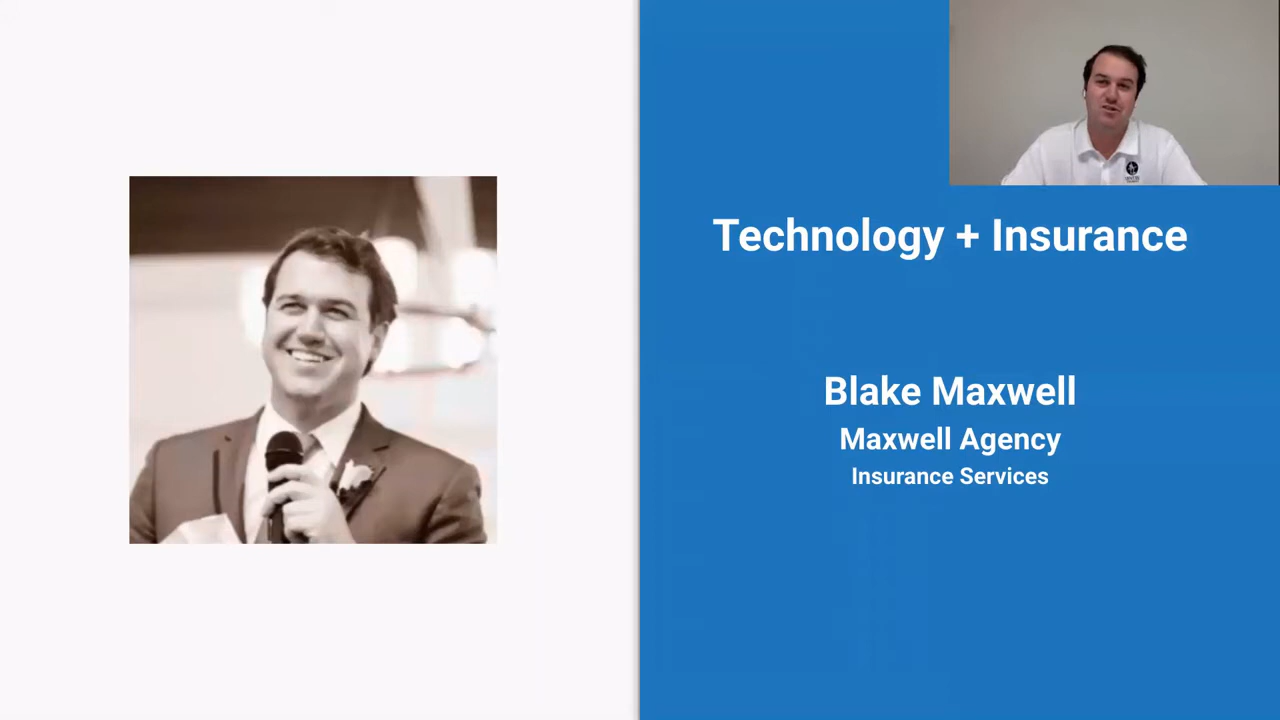 Technology + Insurance
Blake Maxwell
Maxwell Agency
Insurance Services